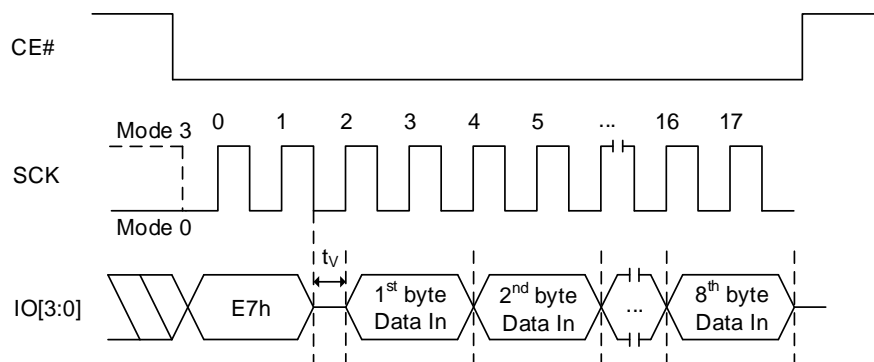 CE#
0 1 2 3 4 5 ... 16 17
Mode 3
SCK
Mode 0
tV
IO[3:0]
E7h
1st byte
Data In
2nd byte
Data In
...
8th byte
Data In